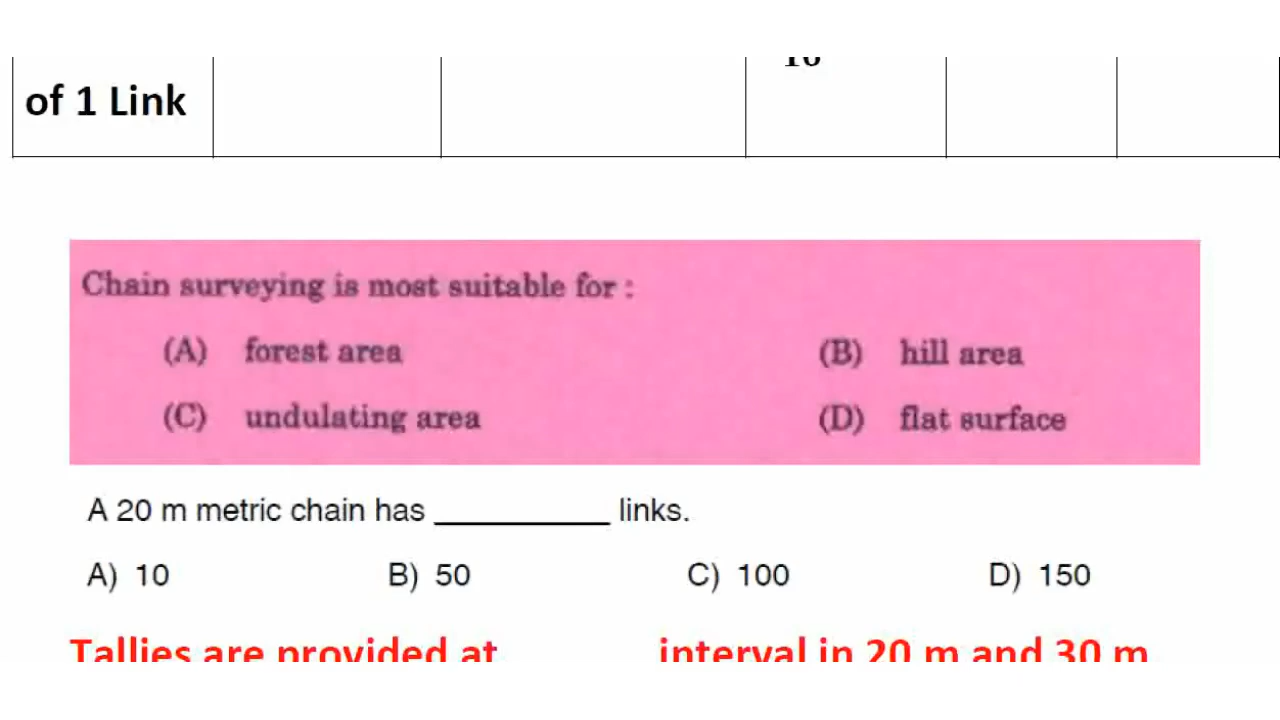 of 1 Link
Chain surveying is most suitable for :
(A) forest area (B) hill area
(C) undulating area (D) flat surface
A 20 m metric chain has __________ links.
A) 10 B) 50 C) 100 D) 150
Tallies are provided at interval in 20 m and 30 m